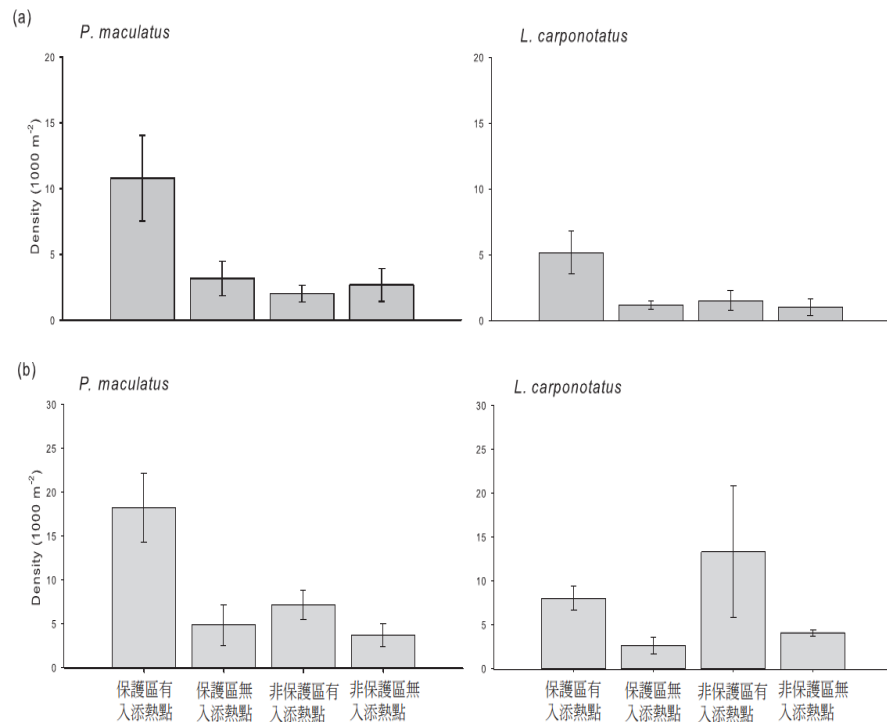 (a)
P. maculatus
L. carponotatus
20
15
10
5
0
Density (1000 m⁻²)
20
15
10
5
0
(b)
P. maculatus
L. carponotatus
30
25
20
15
10
5
0
Density (1000 m⁻²)
30
25
20
15
10
5
0
保護區有
入添熱點
保護區無
入添熱點
非保護區有
入添熱點
非保護區無
入添熱點
保護區有
入添熱點
保護區無
入添熱點
非保護區有
入添熱點
非保護區無
入添熱點